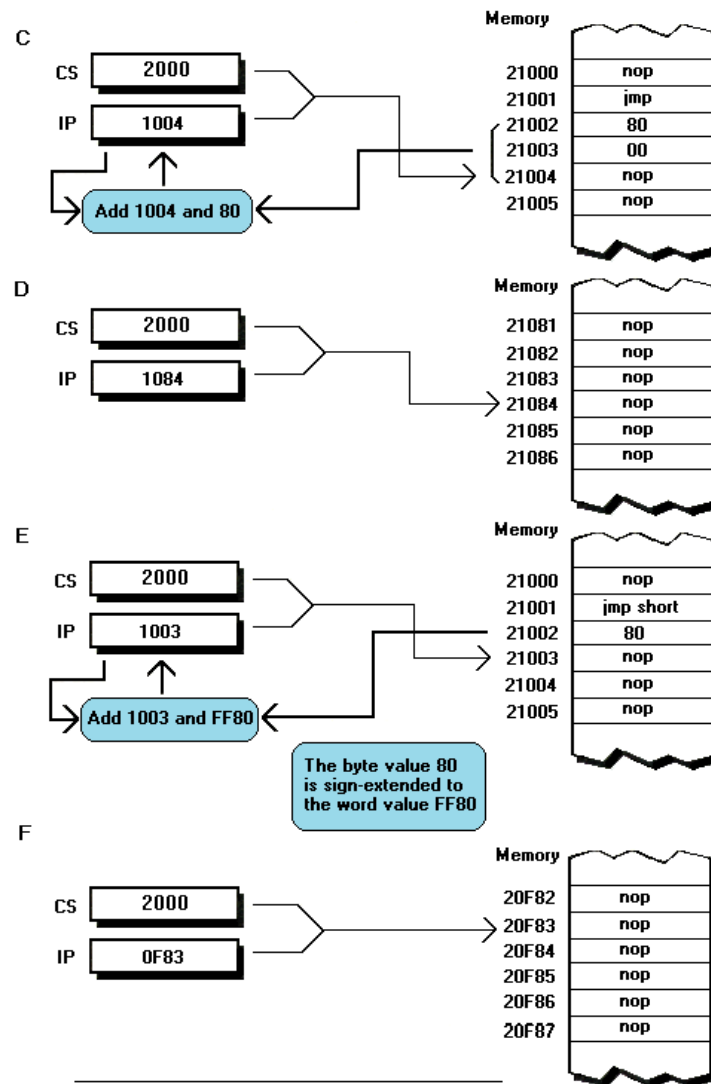 C
Memory
CS 2000
IP 1004
Add 1004 and 80
21000 nop
21001 jmp
21002 80
21003 00
21004 nop
21005 nop
D
Memory
CS 2000
IP 1084
21081 nop
21082 nop
21083 nop
21084 nop
21085 nop
21086 nop
E
Memory
CS 2000
IP 1003
Add 1003 and FF80
21000 nop
21001 jmp short
21002 80
21003 nop
21004 nop
21005 nop
The byte value 80
is sign-extended to
the word value FF80
F
Memory
CS 2000
IP 0F83
20F82 nop
20F83 nop
20F84 nop
20F85 nop
20F86 nop
20F87 nop